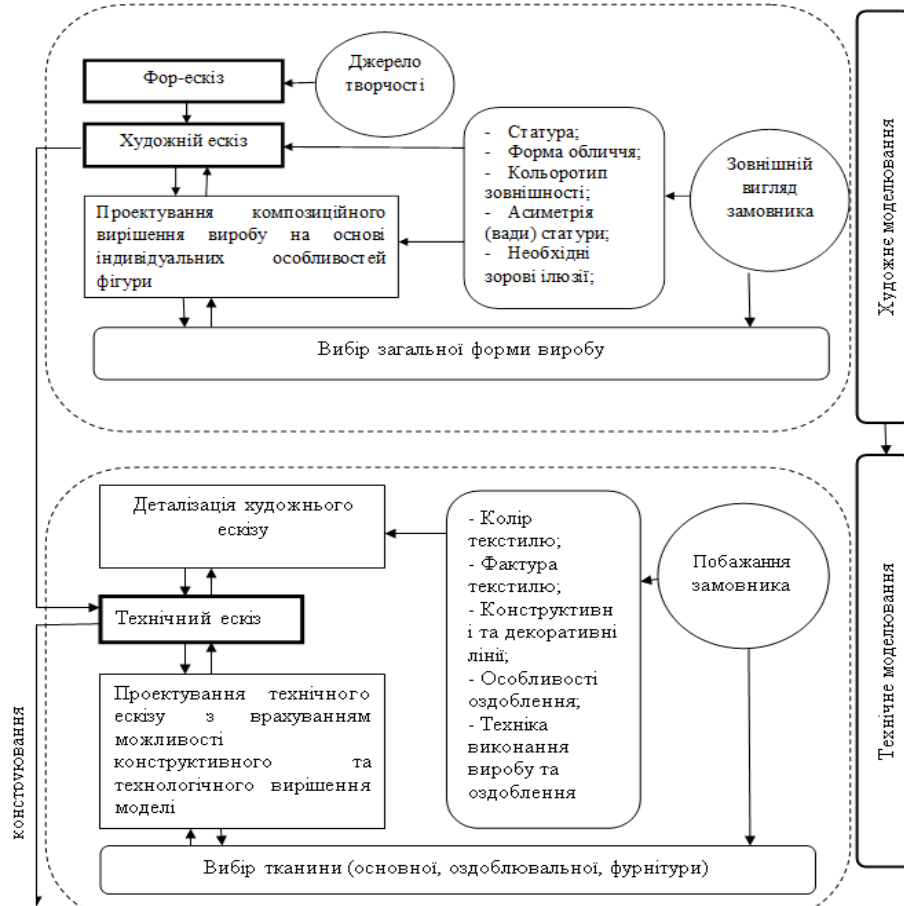 Фор-ескіз
Джерело
творчості
Художній ескіз
- Статура;
- Форма обличчя;
- Кольоротип
зовнішності;
- Асиметрія
(вади) статури;
- Необхідні
зорові ілюзії;
Зовнішній
вигляд
замовника
Проектування композиційного
вирішення виробу на основі
індивідуальних особливостей
фігури
Вибір загальної форми виробу
Художнє моделювання
Деталізація художнього
ескізу
- Колір
текстилю;
- Фактура
текстилю;
- Конструктивн
і та декоративні
лінії;
- Особливості
оздоблення;
- Техніка
виконання
виробу та
оздоблення
Побажання
замовника
Технічний ескіз
Проектування технічного
ескізу з врахуванням
можливості
конструктивного та
технологічного вирішення
моделі
Вибір тканини (основної, оздоблювальної, фурнітури)
Технічне моделювання
конструювання